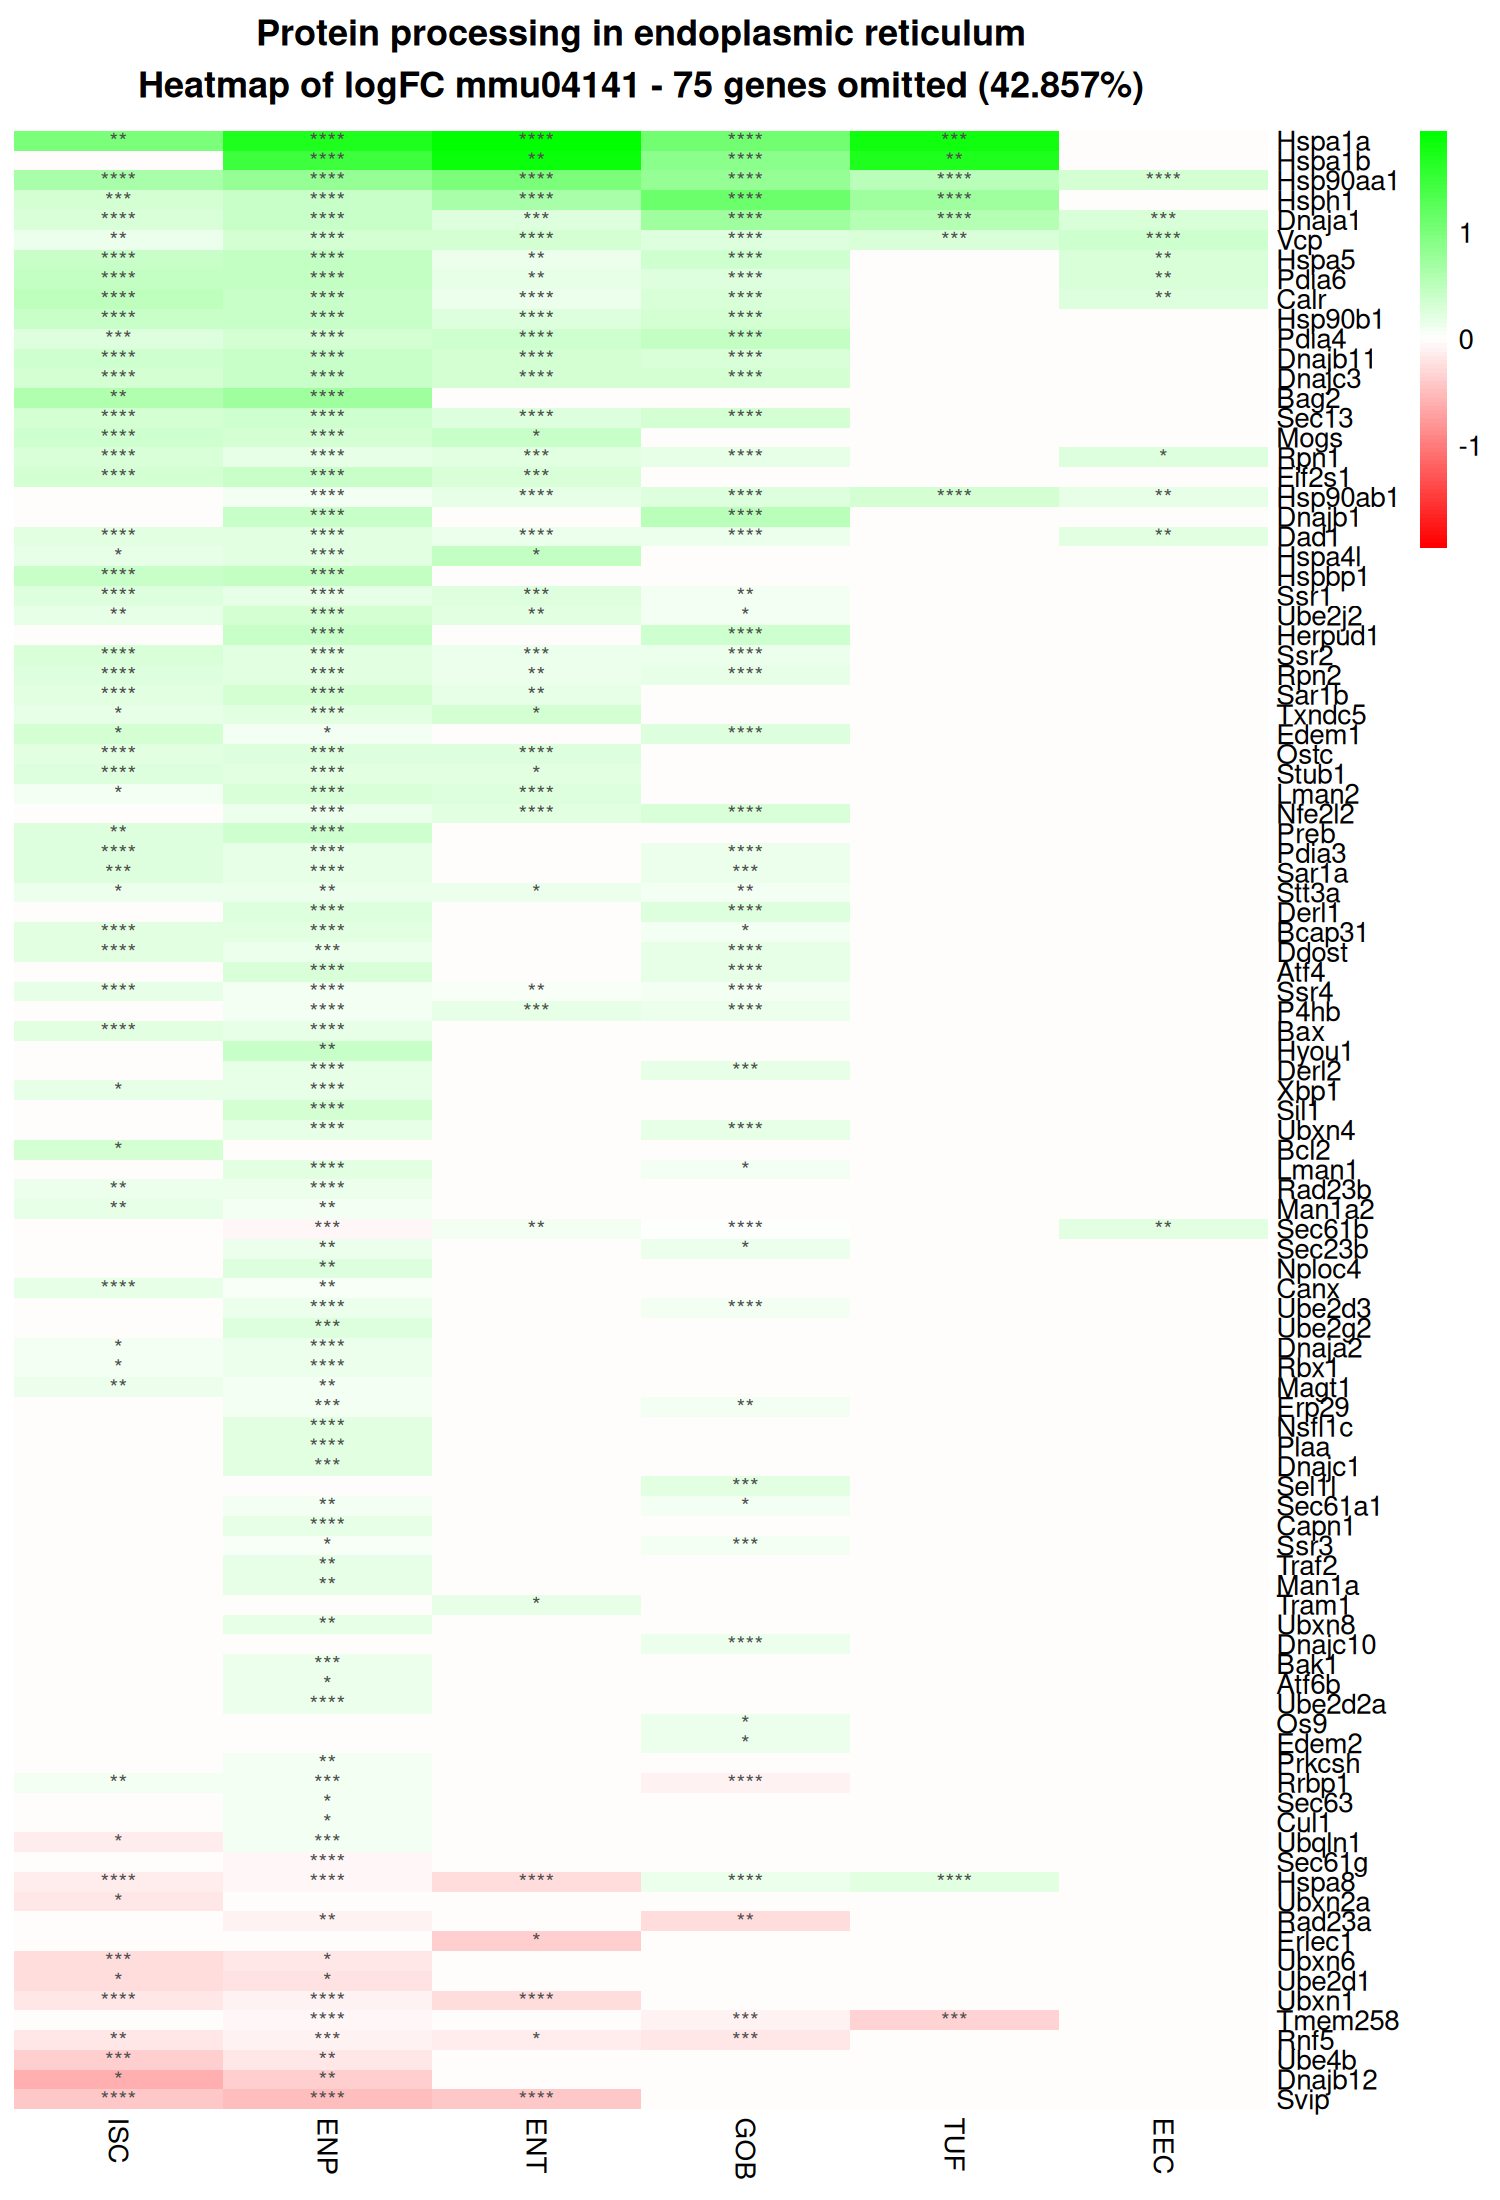 Protein processing in endoplasmic reticulum
Heatmap of logFC mmu04141 - 75 genes omitted (42.857%)
** **** **** **** *** Hspa1a
**** ** **** ** Hspa1b
**** **** **** **** **** **** Hsp90aa1
*** **** **** **** **** Hsph1
**** **** *** **** **** *** Dnaja1
** **** **** **** *** **** Vcp
**** **** ** **** ** Hspa5
**** **** ** **** ** Pdia6
**** **** **** **** ** Calr
**** **** **** **** Hsp90b1
*** **** **** **** Pdia4
**** **** **** **** Dnajb11
**** **** **** **** Dnajc3
** **** Bag2
**** **** **** **** Sec13
**** **** * Mogs
**** **** *** **** * Rpn1
**** **** *** Eif2s1
**** **** **** **** ** Hsp90ab1
**** **** Dnajb1
**** **** **** **** ** Dad1
* **** * Hspa4l
**** **** Hspbp1
**** **** *** ** Ssr1
** **** ** * Ube2j2
**** **** Herpud1
**** **** *** **** Ssr2
**** **** ** **** Rpn2
**** **** ** Sar1b
* **** * Txndc5
* * **** Edem1
**** **** **** Ostc
**** **** * Stub1
* **** **** Lman2
**** **** **** Nfe2l2
** **** Preb
**** **** **** Pdia3
*** **** *** Sar1a
* ** * ** Stt3a
**** **** Derl1
**** **** * Bcap31
**** *** **** Ddost
**** **** Atf4
**** **** ** **** Ssr4
**** *** **** P4hb
**** **** Bax
** Hyou1
**** *** Derl2
* **** Xbp1
**** Sil1
**** **** Ubxn4
* Bcl2
**** * Lman1
** **** Rad23b
** ** Man1a2
*** ** **** ** Sec61b
** * Sec23b
** Nploc4
**** ** Canx
**** **** Ube2d3
*** Ube2g2
* **** Dnaja2
* **** Rbx1
** ** Magt1
*** ** Erp29
**** Nsfl1c
**** Plaa
*** Dnajc1
*** Sel1l
** * Sec61a1
**** Capn1
* *** Ssr3
** Traf2
** Man1a
* Tram1
** Ubxn8
**** Dnajc10
*** Bak1
* Atf6b
**** Ube2d2a
* Os9
* Edem2
** Prkcsh
** *** **** Rrbp1
* Sec63
* Cul1
* *** Ubqln1
**** Sec61g
**** **** **** **** **** Hspa8
* Ubxn2a
** ** Rad23a
* Erlec1
*** * Ubxn6
* * Ube2d1
**** **** **** Ubxn1
**** *** *** Tmem258
** *** * *** Rnf5
*** ** Ube4b
* ** Dnajb12
**** **** **** Svip
ISC ENP ENT GOB TUF EEC
1
0
-1